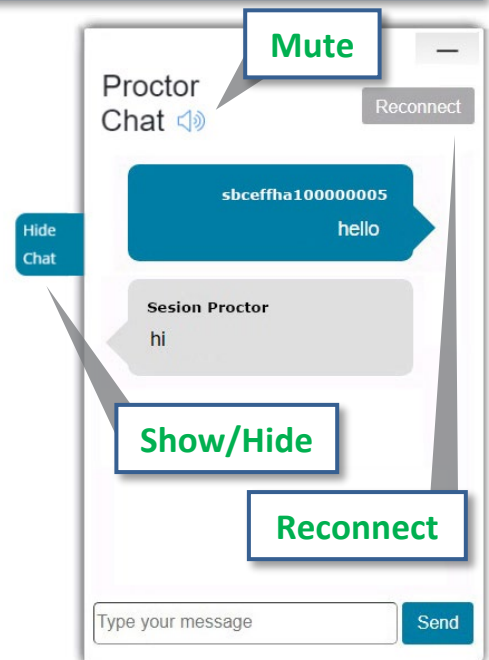 Mute
Proctor
Chat
Reconnect
sbceffha100000005
hello
Hide
Chat
Sesion Proctor
hi
Show/Hide
Reconnect
Type your message
Send